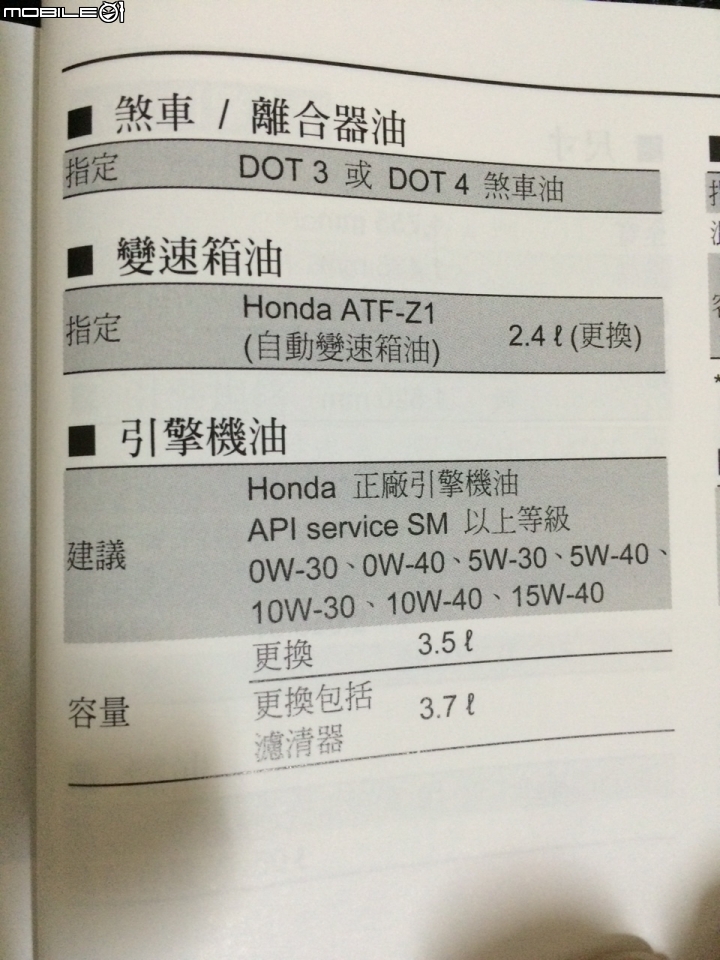 MOBILE01
煞車 / 離合器油
指定 DOT 3 或 DOT 4 煞車油
變速箱油
指定 Honda ATF-Z1
(自動變速箱油) 2.4 ℓ (更換)
引擎機油
建議 Honda 正廠引擎機油
API service SM 以上等級
0W-30、0W-40、5W-30、5W-40、
10W-30、10W-40、15W-40
容量 更換 3.5 ℓ
更換包括 3.7 ℓ
濾清器